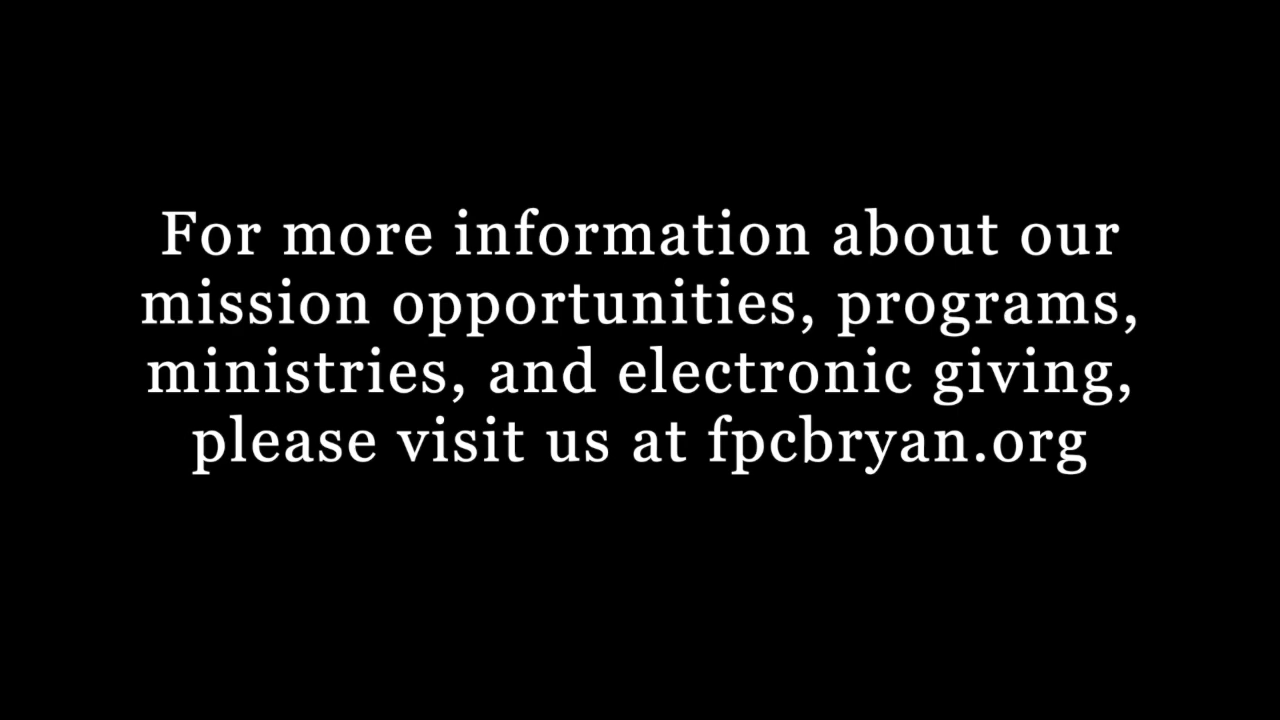 For more information about our
mission opportunities, programs,
ministries, and electronic giving,
please visit us at fpcbryan.org